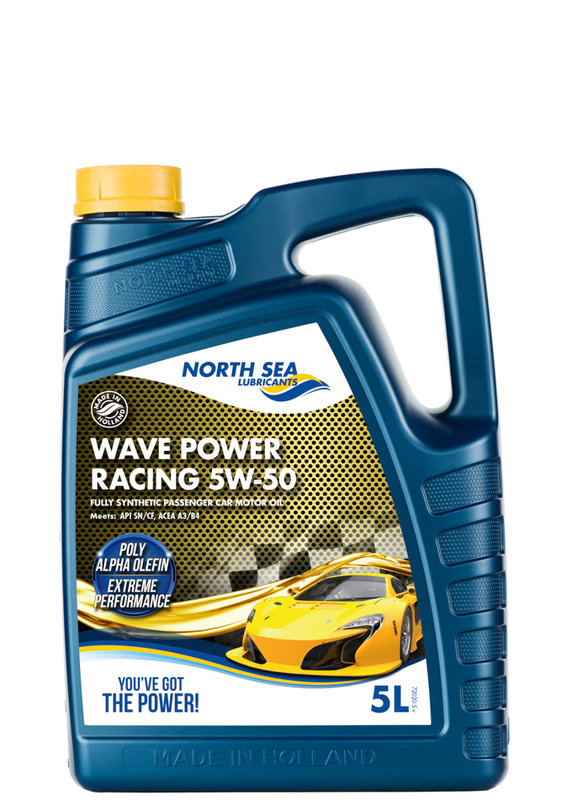 NORTH SEA
NORTH SEA
LUBRICANTS
MADE IN
HOLLAND
WAVE POWER
RACING 5W-50
FULLY SYNTHETIC PASSENGER CAR MOTOR OIL
Meets: API SN/CF, ACEA A3/B4
POLY
ALPHA OLEFIN
EXTREME
PERFORMANCE
YOU'VE GOT
THE POWER!
5L
MADE IN HOLLAND